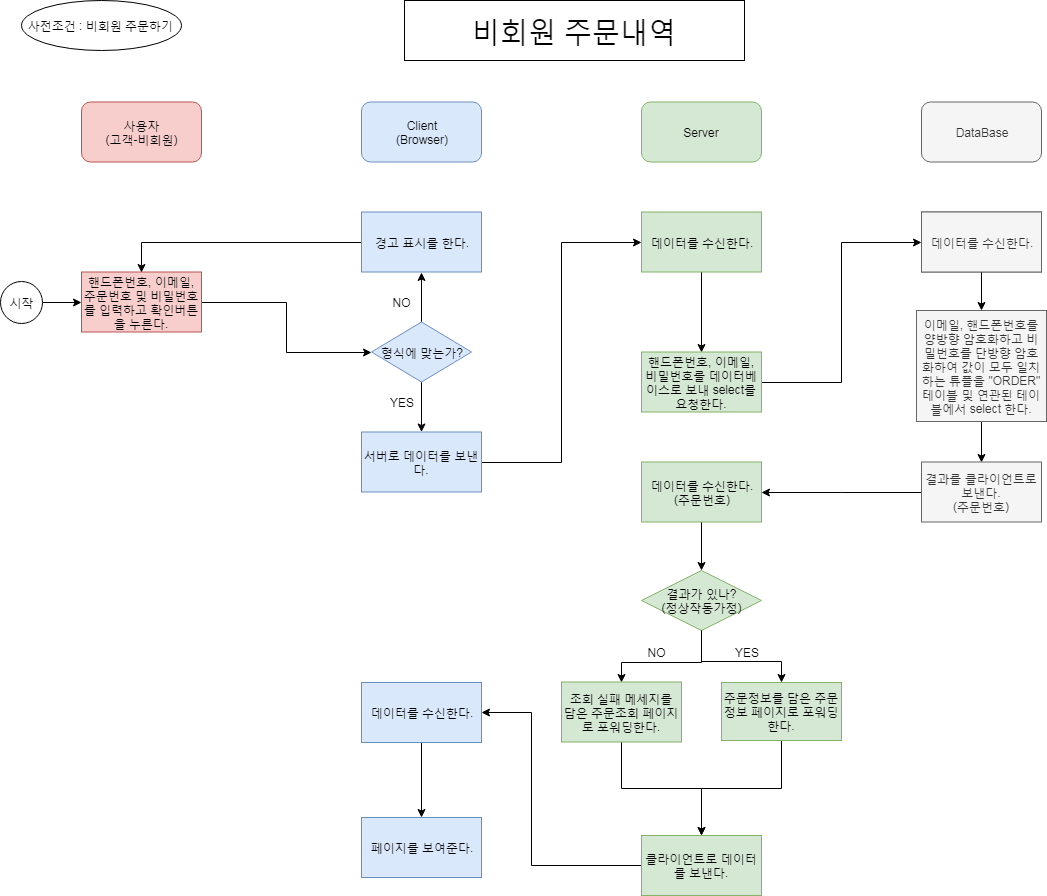 사전조건 : 비회원 주문하기
비회원 주문내역
사용자
(고객-비회원)
Client
(Browser)
Server
DataBase
경고 표시를 한다.
데이터를 수신한다.
데이터를 수신한다.
시작
핸드폰번호, 이메일,
주문번호 및 비밀번호
를 입력하고 확인버튼
을 누른다.
NO
형식에 맞는가?
YES
핸드폰번호, 이메일,
비밀번호를 데이터베
이스로 보내 select를
요청한다.
이메일, 핸드폰번호를
양방향 암호화하고 비
밀번호를 단방향 암호
화하여 값이 모두 일치
하는 튜플을 "ORDER"
테이블 및 연관된 테이
블에서 select 한다.
서버로 데이터를 보낸
다.
데이터를 수신한다.
(주문번호)
결과를 클라이언트로
보낸다.
(주문번호)
결과가 있나?
(정상작동가정)
NO
YES
데이터를 수신한다.
조회 실패 메세지를
담은 주문조회 페이지
로 포워딩한다.
주문정보를 담은 주문
정보 페이지로 포워딩
한다.
페이지를 보여준다.
클라이언트로 데이터
를 보낸다.